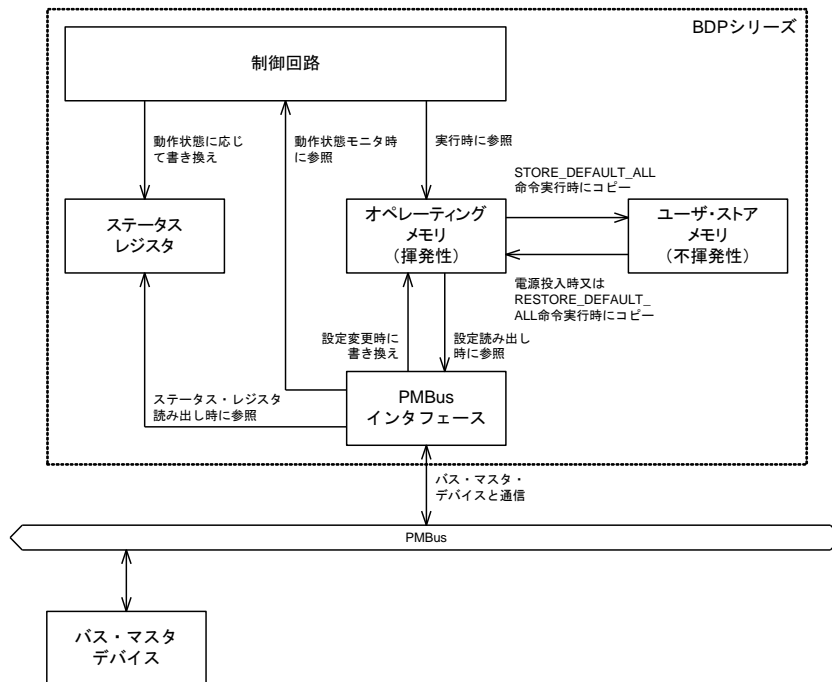 BDPシリーズ
制御回路
動作状態に応じ
て書き換え
動作状態モニタ時
に参照
実行時に参照
STORE_DEFAULT_ALL
命令実行時にコピー
ステータス
レジスタ
オペレーティング
メモリ
（揮発性）
ユーザ・ストア
メモリ
（不揮発性）
電源投入時又は
RESTORE_DEFAULT_
ALL命令実行時にコピー
設定変更時に
書き換え
設定読み出し
時に参照
ステータス・レジスタ
読み出し時に参照
PMBus
インタフェース
バス・マスタ・
デバイスと通信
PMBus
バス・マスタ
デバイス